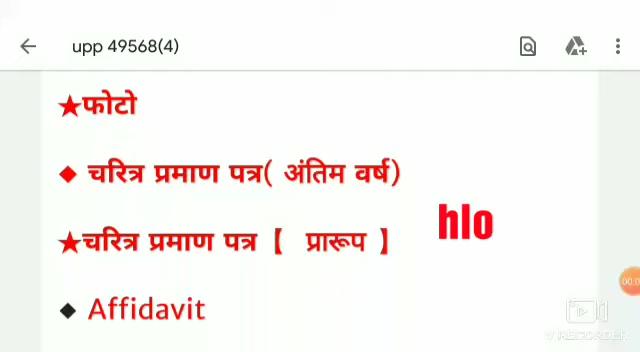 upp 49568(4)
★फोटो
◆ चरित्र प्रमाण पत्र( अंतिम वर्ष)
hlo
★चरित्र प्रमाण पत्र [ प्रारूप ]
◆ Affidavit